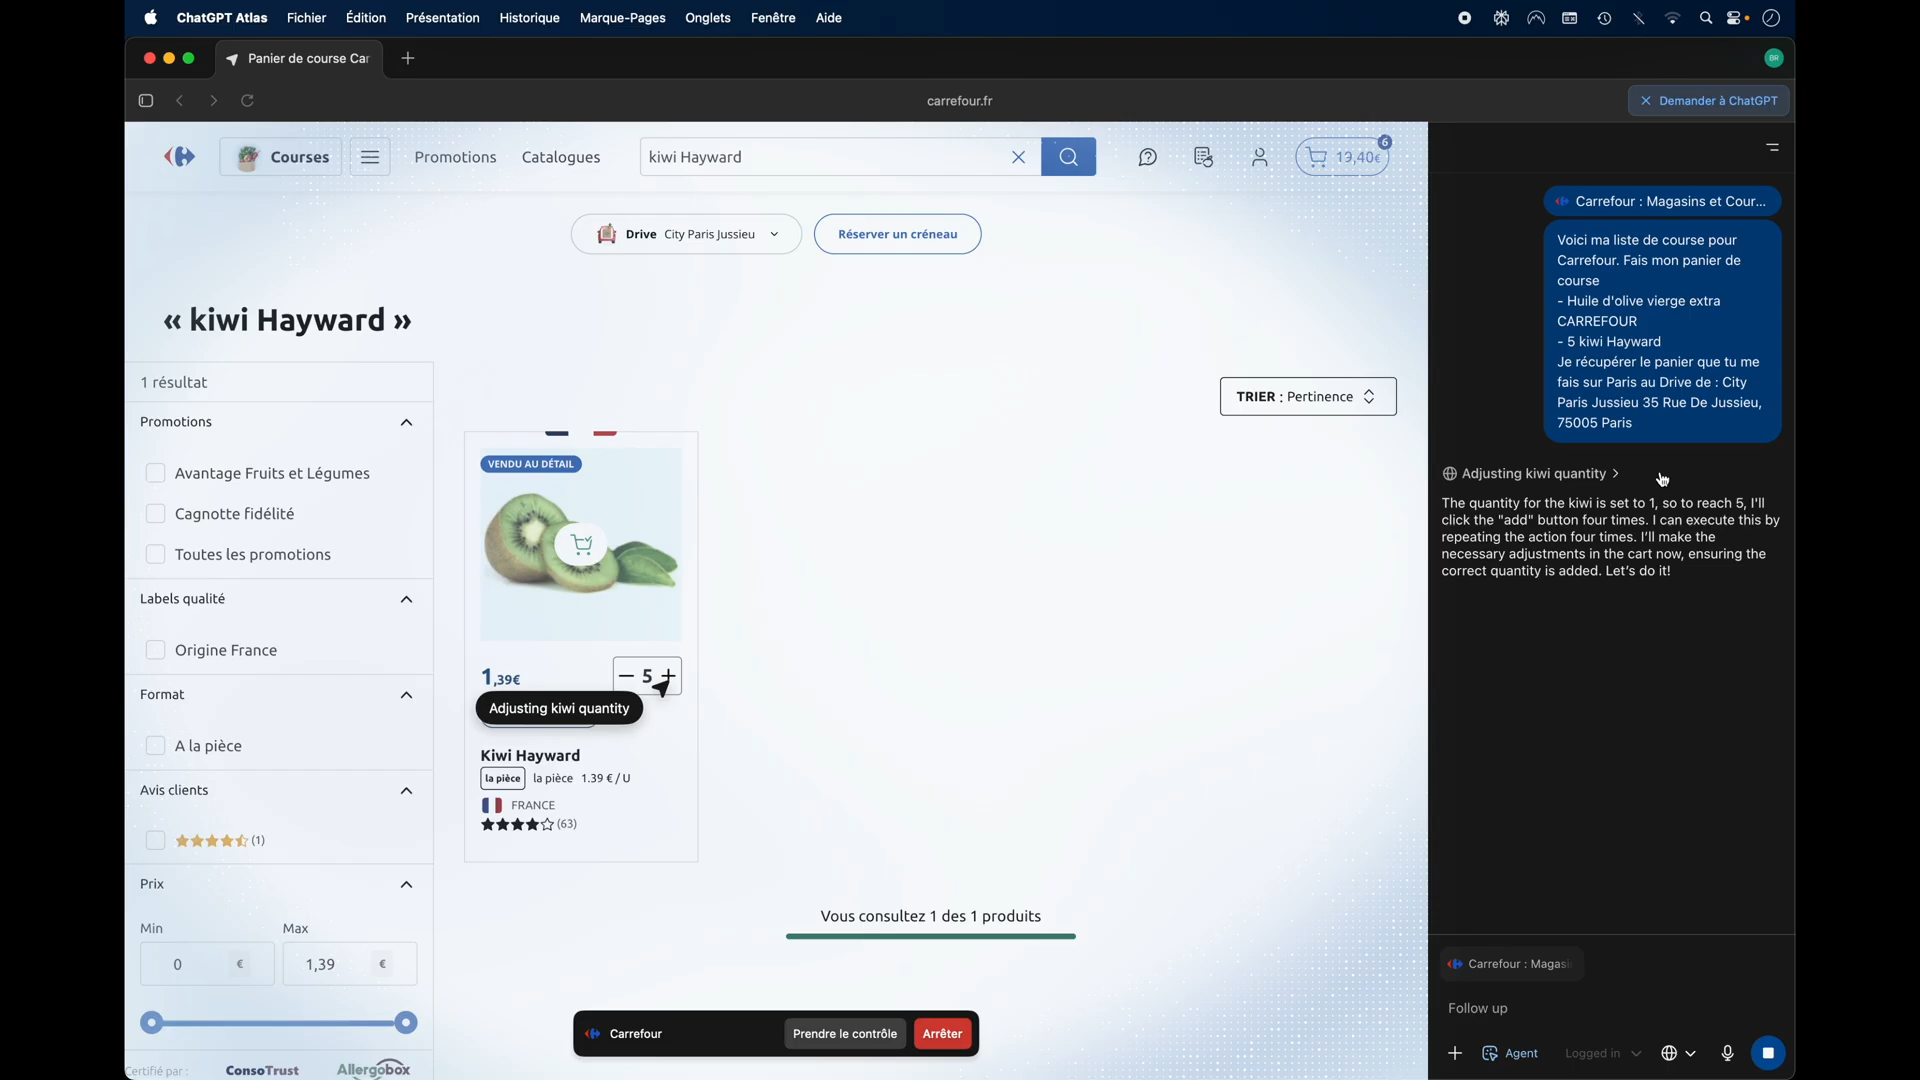 ChatGPT Atlas Fichier Édition Présentation Historique Marque-Pages Onglets Fenêtre Aide
Panier de course Car
BR
carrefour.fr
Demander à ChatGPT
Courses
Promotions
Catalogues
kiwi Hayward
6
Drive City Paris Jussieu
Réserver un créneau
« kiwi Hayward »
1 résultat
TRIER : Pertinence
Promotions
Avantage Fruits et Légumes
Cagnotte fidélité
Toutes les promotions
Labels qualité
Origine France
Format
A la pièce
Avis clients
(1)
Prix
Min
Max
0 €
1,39 €
Certifié par :
ConsoTrust
Allergobox
VENDU AU DÉTAIL
1,39€
− 5 +
Adjusting kiwi quantity
Kiwi Hayward
la pièce la pièce 1.39 € / U
FRANCE
(63)
Vous consultez 1 des 1 produits
Carrefour
Prendre le contrôle
Arrêter
Carrefour : Magasins et Cour...
Voici ma liste de course pour
Carrefour. Fais mon panier de
course
- Huile d'olive vierge extra
CARREFOUR
- 5 kiwi Hayward
Je récupérer le panier que tu me
fais sur Paris au Drive de : City
Paris Jussieu 35 Rue De Jussieu,
75005 Paris
Adjusting kiwi quantity >
The quantity for the kiwi is set to 1, so to reach 5, I'll
click the "add" button four times. I can execute this by
repeating the action four times. I'll make the
necessary adjustments in the cart now, ensuring the
correct quantity is added. Let's do it!
Carrefour : Magasi
Follow up
Agent
Logged in